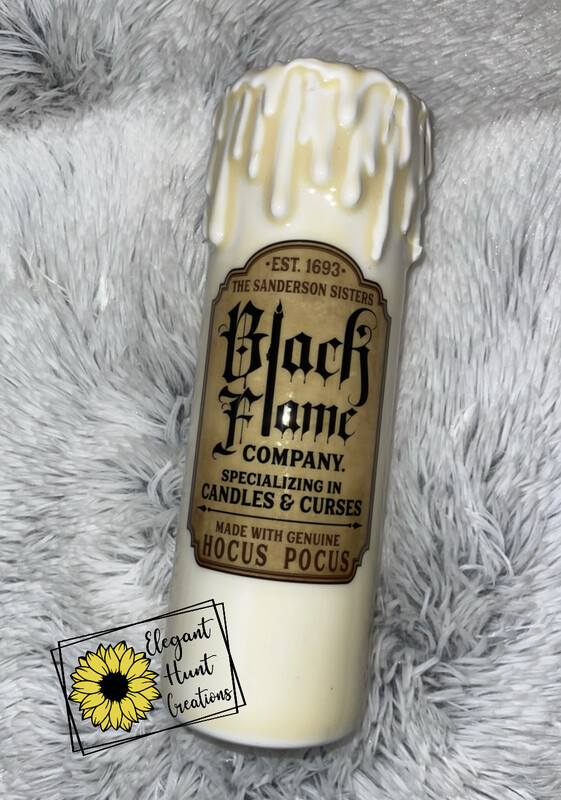 ·EST. 1693·
THE SANDERSON SISTERS
Black
Flame
COMPANY.
SPECIALIZING IN
CANDLES & CURSES
MADE WITH GENUINE
HOCUS POCUS
Elegant
Hunt
Creations